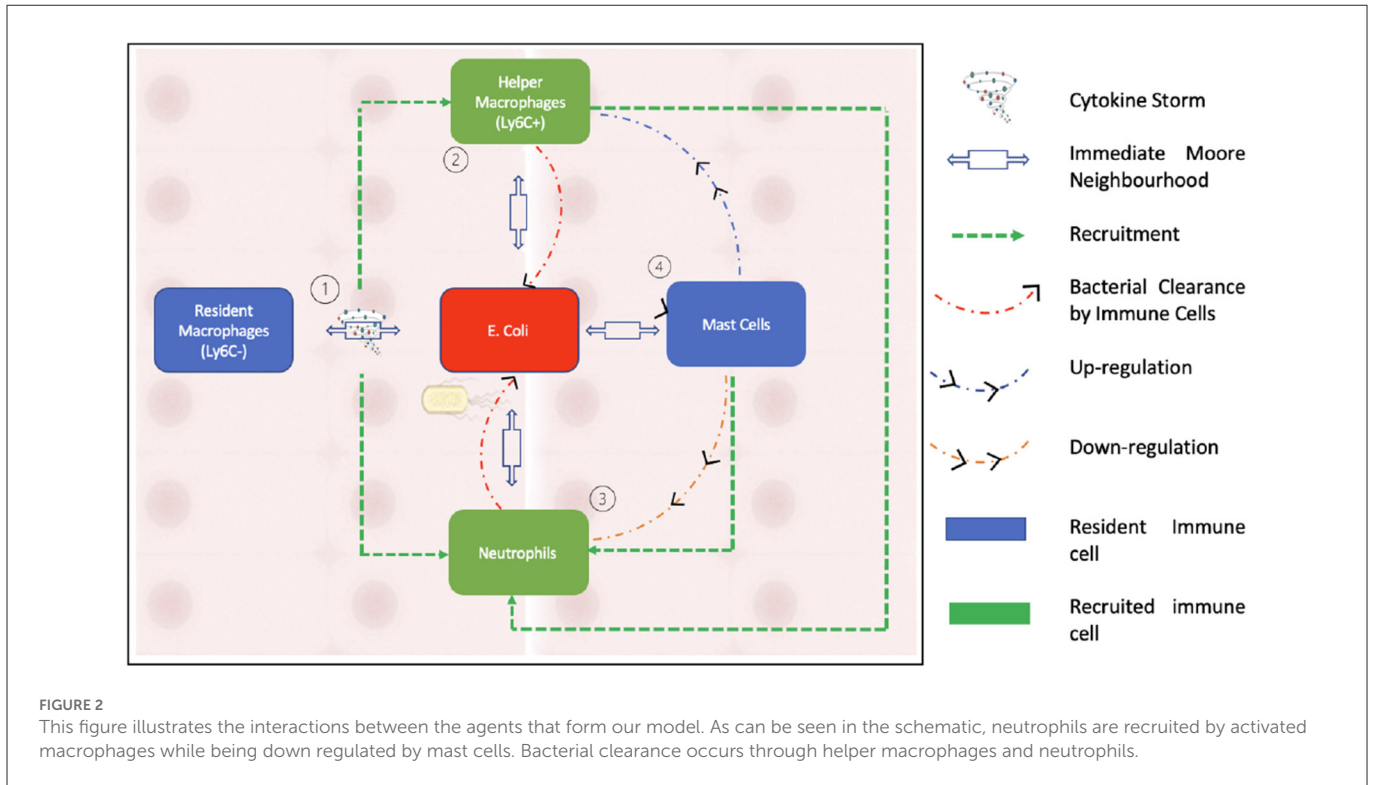 Helper
Macrophages
(Ly6C+)
2
1
4
Resident
Macrophages
(Ly6C-)
E. Coli
Mast Cells
3
Neutrophils
Cytokine Storm
Immediate Moore
Neighbourhood
Recruitment
Bacterial Clearance
by Immune Cells
Up-regulation
Down-regulation
Resident Immune
cell
Recruited immune
cell
FIGURE 2
This figure illustrates the interactions between the agents that form our model. As can be seen in the schematic, neutrophils are recruited by activated
macrophages while being down regulated by mast cells. Bacterial clearance occurs through helper macrophages and neutrophils.